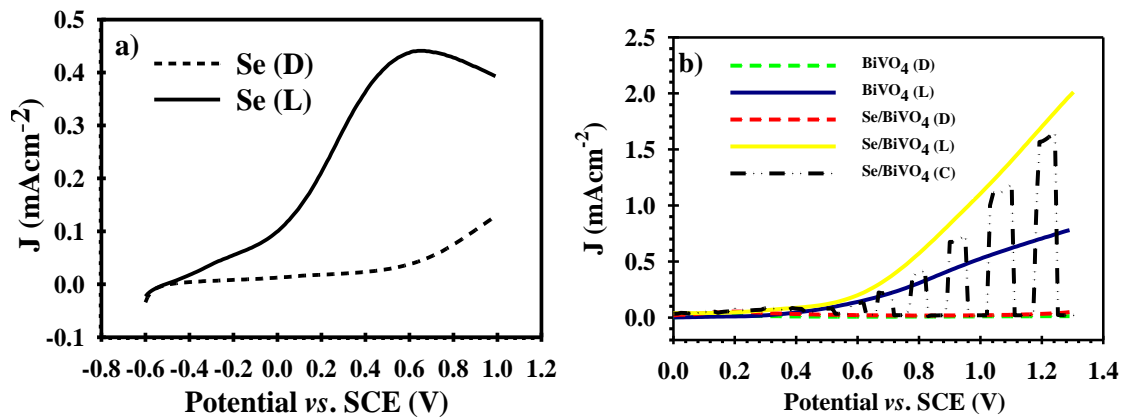 a)
Se (D)
Se (L)
J (mAcm⁻²)
0.5
0.4
0.3
0.2
0.1
0.0
-0.1
-0.8 -0.6 -0.4 -0.2 0.0 0.2 0.4 0.6 0.8 1.0 1.2
Potential vs. SCE (V)
b)
BiVO₄ (D)
BiVO₄ (L)
Se/BiVO₄ (D)
Se/BiVO₄ (L)
Se/BiVO₄ (C)
J (mAcm⁻²)
2.5
2.0
1.5
1.0
0.5
0.0
0.0 0.2 0.4 0.6 0.8 1.0 1.2 1.4
Potential vs. SCE (V)